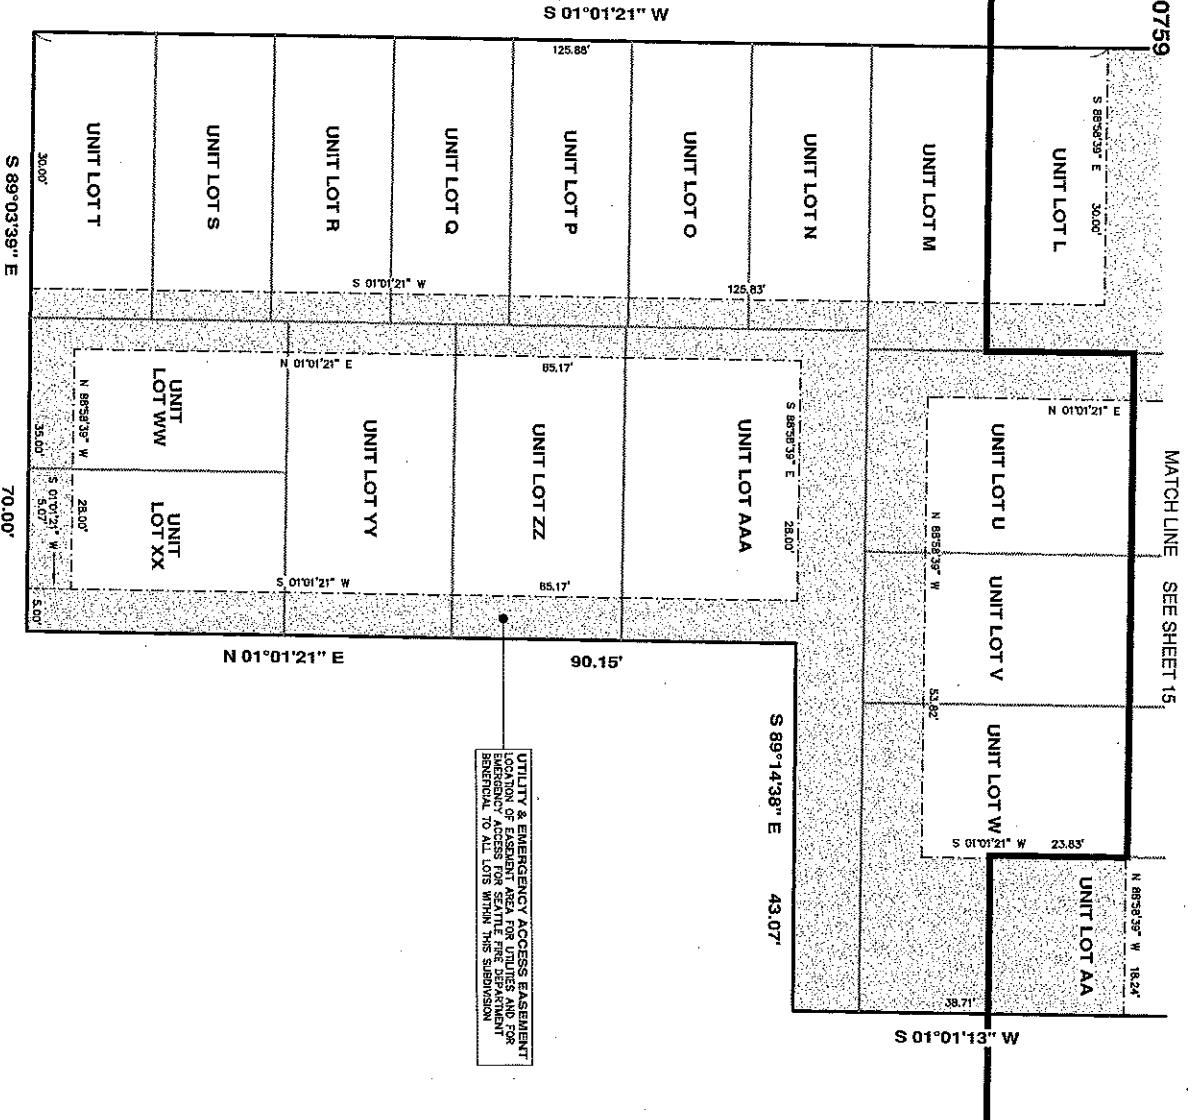 0759
S 01°01'21" W
125.88'
S 88°58'39" E 30.00'
UNIT LOT L
UNIT LOT M
UNIT LOT N
UNIT LOT O
UNIT LOT P
UNIT LOT Q
UNIT LOT R
UNIT LOT S
UNIT LOT T
30.00'
S 89°03'39" E
70.00'
S 01°01'21" W
125.83'
N 01°01'21" E
85.17'
N 88°58'39" W
28.00'
UNIT
LOT WW
UNIT
LOT XX
UNIT LOT YY
UNIT LOT ZZ
UNIT LOT AAA
S 88°58'39" E
28.00'
35.00'
S 01°01'21" W
5.07'
5.00'
S 01°01'21" W
85.17'
N 01°01'21" E
90.15'
MATCH LINE SEE SHEET 15
N 01°01'21" E
UNIT LOT U
UNIT LOT V
UNIT LOT W
N 88°58'39" W
53.82'
S 01°01'21" W
23.83'
N 88°58'39" W 18.24'
UNIT LOT AA
38.71'
S 01°01'13" W
S 89°14'38" E 43.07'
UTILITY & EMERGENCY ACCESS EASEMENT
LOCATION OF EASEMENT AREA FOR UTILITIES AND FOR
EMERGENCY ACCESS FOR SEATTLE FIRE DEPARTMENT
BENEFICIAL TO ALL LOTS WITHIN THIS SUBDIVISION